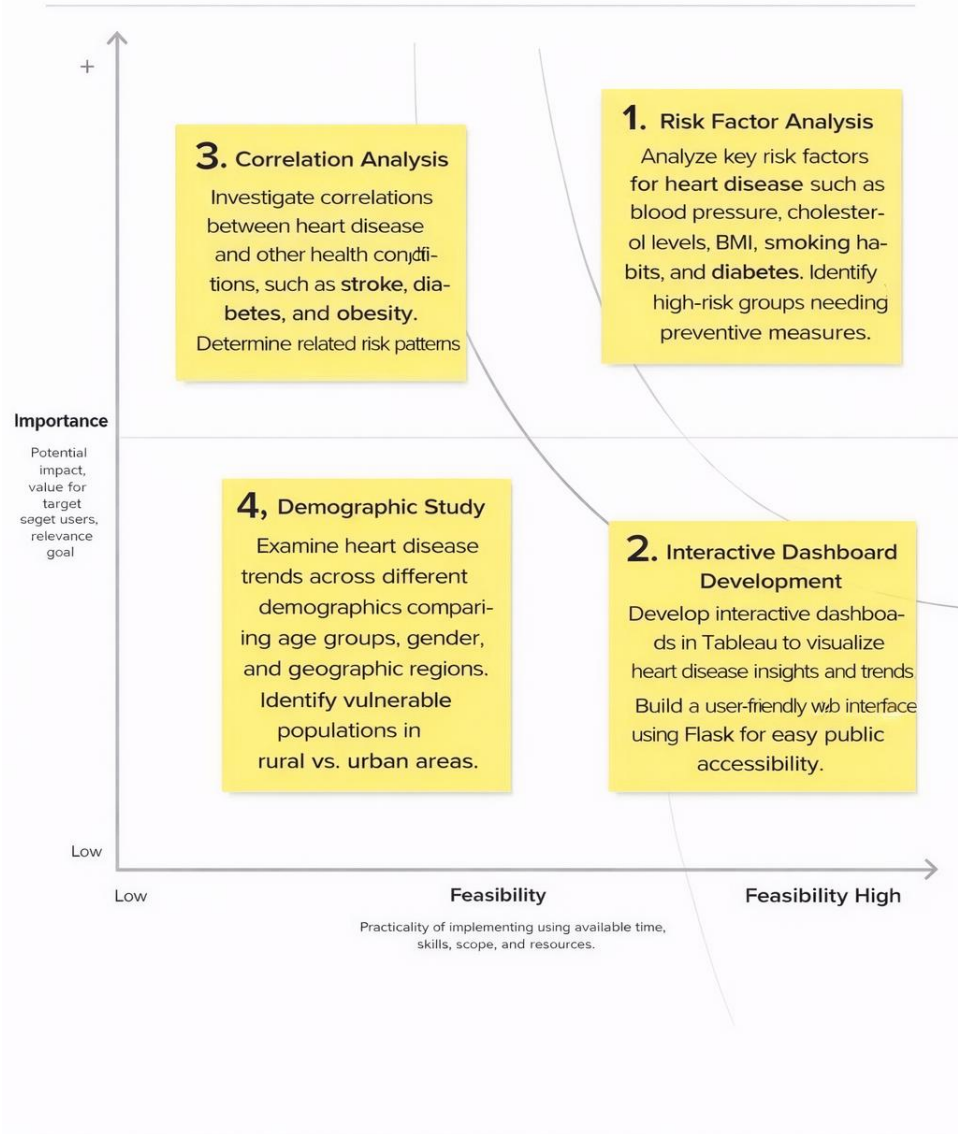 +
3. Correlation Analysis
Investigate correlations
between heart disease
and other health
tions, such as stroke, dia-
betes, and obesity.
Determine related risk patterns
1. Risk Factor Analysis
Analyze key risk factors
for heart disease such as
blood pressure, cholester-
ol levels, BMI, smoking ha-
bits, and diabetes. Identify
high-risk groups needing
preventive measures.
Importance
Potential
impact,
value for
target
saget users,
relevance
goal
4, Demographic Study
Examine heart disease
trends across different
demographics compari-
ing age groups, gender,
and geographic regions.
Identify vulnerable
populations in
rural vs. urban areas.
2. Interactive Dashboard
Development
Develop interactive dashboa-
ds in Tableau to visualize
heart disease insights and trends
Build a user-friendly interface
using Flask for easy public
accessibility.
Low
Low
Feasibility
Feasibility High
Practicality of implementing using available time,
skills, scope, and resources.